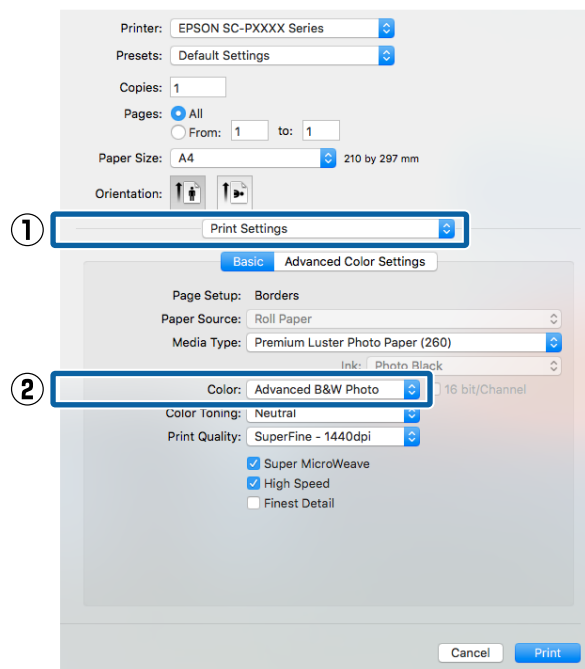 Printer: EPSON SC-PXXXX Series
Presets: Default Settings
Copies: 1
Pages: All
From: 1 to: 1
Paper Size: A4 210 by 297 mm
Orientation:
① Print Settings
Basic Advanced Color Settings
Page Setup: Borders
Paper Source: Roll Paper
Media Type: Premium Luster Photo Paper (260)
Ink: Photo Black
② Color: Advanced B&W Photo 16 bit/Channel
Color Toning: Neutral
Print Quality: SuperFine - 1440dpi
Super MicroWeave
High Speed
Finest Detail
Cancel Print